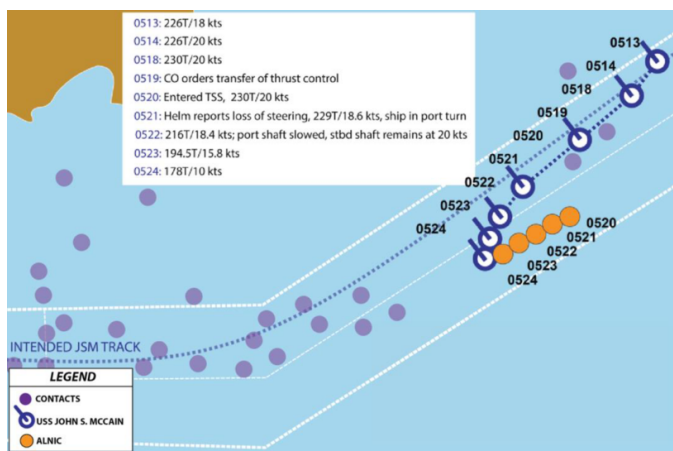 0513: 226T/18 kts
0514: 226T/20 kts
0518: 230T/20 kts
0519: CO orders transfer of thrust control
0520: Entered TSS, 230T/20 kts
0521: Helm reports loss of steering, 229T/18.6 kts, ship in port turn
0522: 216T/18.4 kts; port shaft slowed, stbd shaft remains at 20 kts
0523: 194.5T/15.8 kts
0524: 178T/10 kts
0513
0514
0518
0519
0520
0521
0522
0523
0524
0520
0521
0522
0523
0524
INTENDED JSM TRACK
LEGEND
CONTACTS
USS JOHN S. MCCAIN
ALNIC